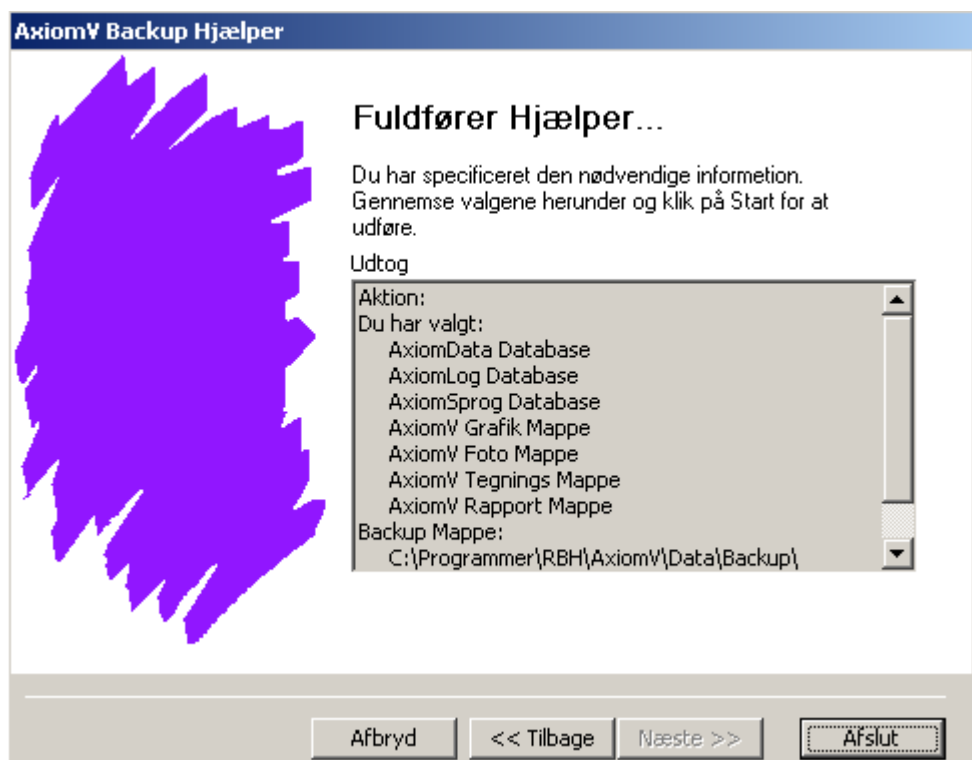 AxiomV Backup Hjælper
Fuldfører Hjælper...
Du har specificeret den nødvendige informetion.
Gennemse valgene herunder og klik på Start for at
udføre.
Udtog
Aktion:
Du har valgt:
AxiomData Database
AxiomLog Database
AxiomSprog Database
AxiomV Grafik Mappe
AxiomV Foto Mappe
AxiomV Tegnings Mappe
AxiomV Rapport Mappe
Backup Mappe:
C:\Programmer\RBH\AxiomV\Data\Backup\
Afbryd
<< Tilbage
Næste >>
Afslut